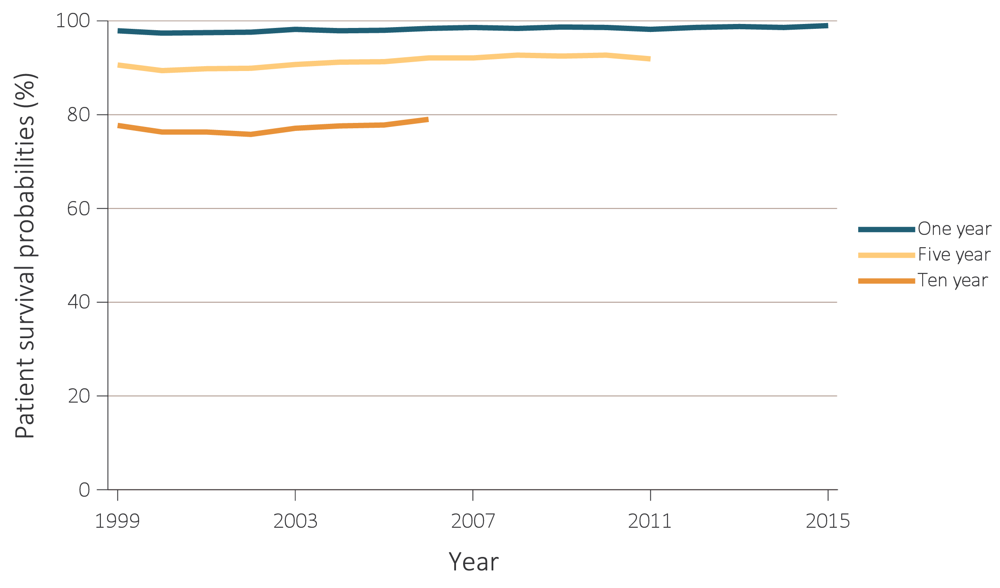 Patient survival probabilities (%)
100
80
60
40
20
0
1999 2003 2007 2011 2015
Year
One year
Five year
Ten year